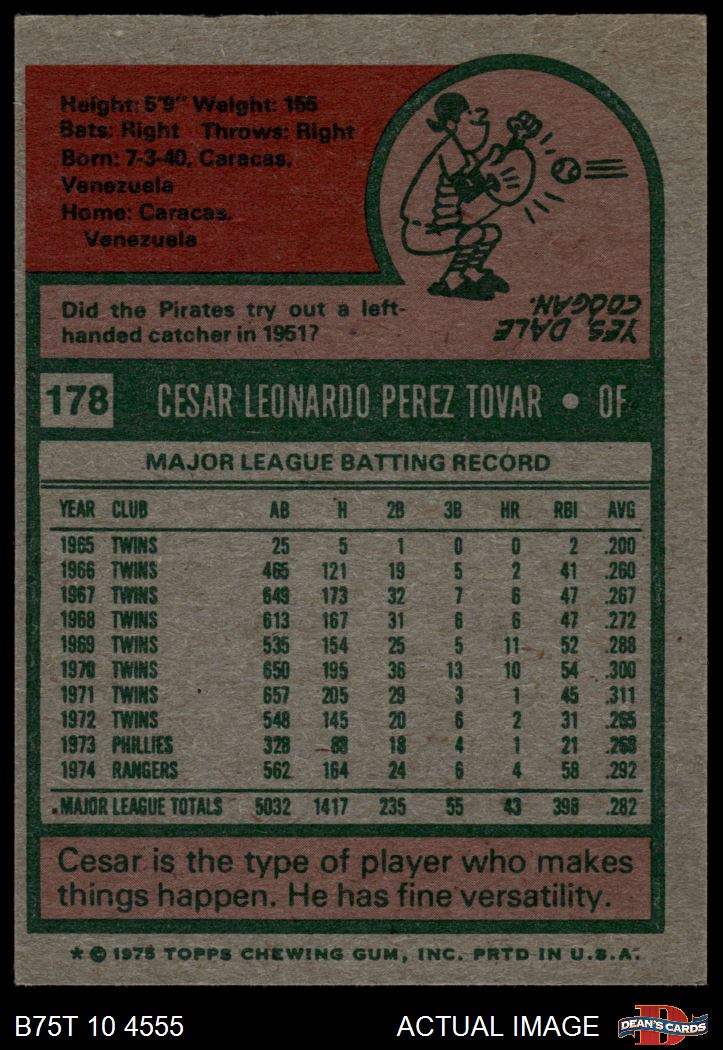 Height: 5'9" Weight: 155
Bats: Right Throws: Right
Born: 7-3-40, Caracas,
Venezuela
Home: Caracas,
Venezuela
Did the Pirates try out a left-
handed catcher in 1951?
YES, DALE
COOGAN.
178 CESAR LEONARDO PEREZ TOVAR • OF
MAJOR LEAGUE BATTING RECORD
YEAR CLUB AB H 2B 3B HR RBI AVG
1965 TWINS 25 5 1 0 0 2 .200
1966 TWINS 465 121 19 5 2 41 .260
1967 TWINS 649 173 32 7 6 47 .267
1968 TWINS 613 167 31 6 6 47 .272
1969 TWINS 535 154 25 5 11 52 .288
1970 TWINS 650 195 36 13 10 54 .300
1971 TWINS 657 205 29 3 1 45 .311
1972 TWINS 548 145 20 6 2 31 .265
1973 PHILLIES 328 88 18 4 1 21 .268
1974 RANGERS 562 164 24 6 4 58 .292
MAJOR LEAGUE TOTALS 5032 1417 235 55 43 398 .282
Cesar is the type of player who makes
things happen. He has fine versatility.
* © 1975 TOPPS CHEWING GUM, INC. PRTD IN U.S.A.
B75T 10 4555 ACTUAL IMAGE DEAN'S CARDS